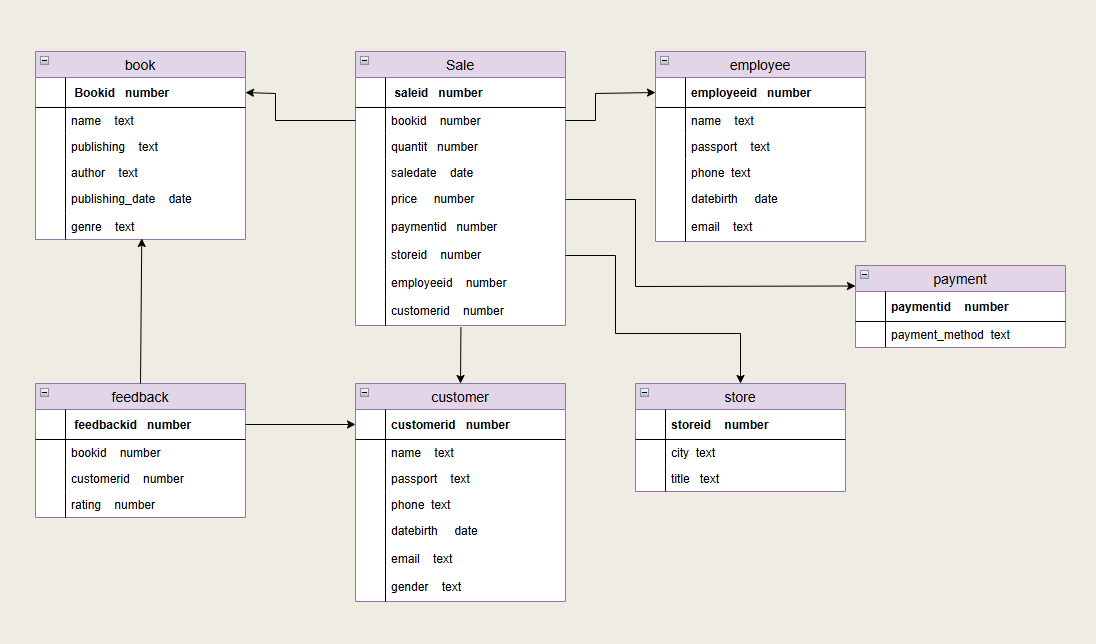 book
Bookid number
name text
publishing text
author text
publishing_date date
genre text
Sale
saleid number
bookid number
quantit number
saledate date
price number
paymentid number
storeid number
employeeid number
customerid number
employee
employeeid number
name text
passport text
phone text
datebirth date
email text
payment
paymentid number
payment_method text
feedback
feedbackid number
bookid number
customerid number
rating number
customer
customerid number
name text
passport text
phone text
datebirth date
email text
gender text
store
storeid number
city text
title text